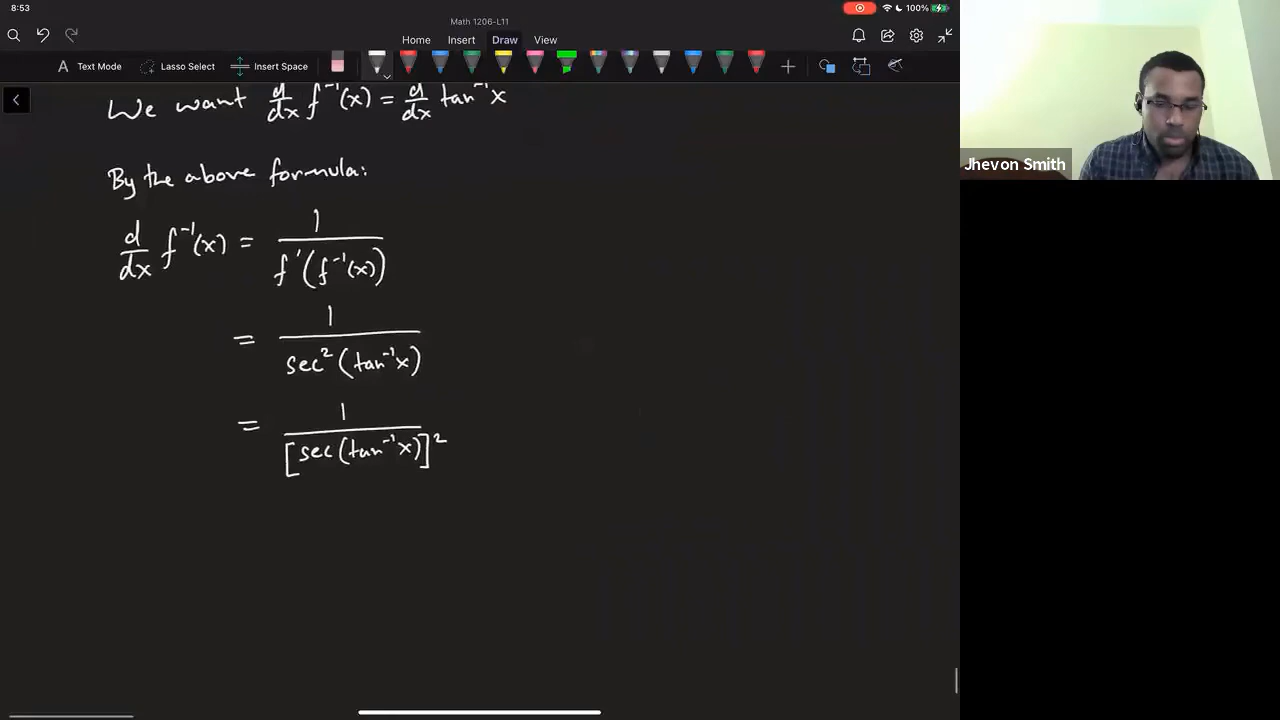 8:53
100%
Math 1206-L11
Home Insert Draw View
Text Mode Lasso Select Insert Space
We want d/dx f⁻¹(x) = d/dx tan⁻¹x
By the above formula:
d/dx f⁻¹(x) = 1/f'(f⁻¹(x))
= 1/sec²(tan⁻¹x)
= 1/[sec(tan⁻¹x)]²
Jhevon Smith